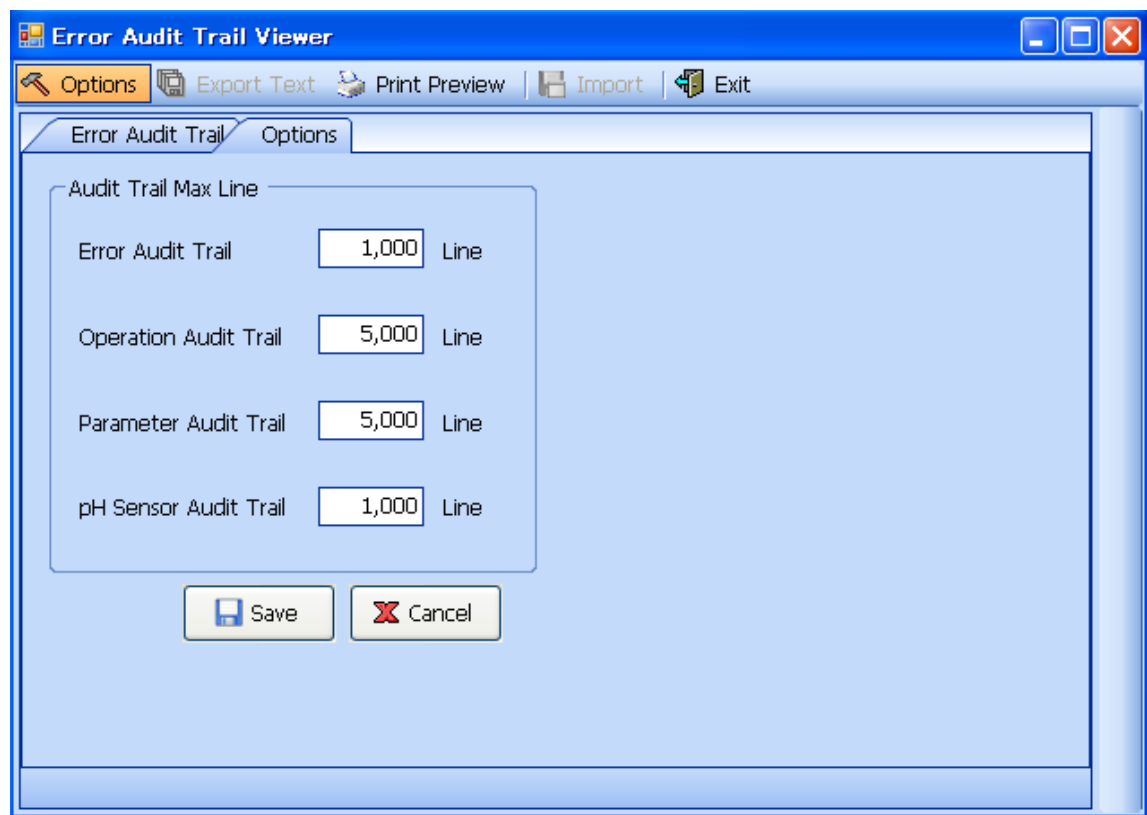 Error Audit Trail Viewer
Options Export Text Print Preview Import Exit
Error Audit Trail Options
Audit Trail Max Line
Error Audit Trail 1,000 Line
Operation Audit Trail 5,000 Line
Parameter Audit Trail 5,000 Line
pH Sensor Audit Trail 1,000 Line
Save Cancel